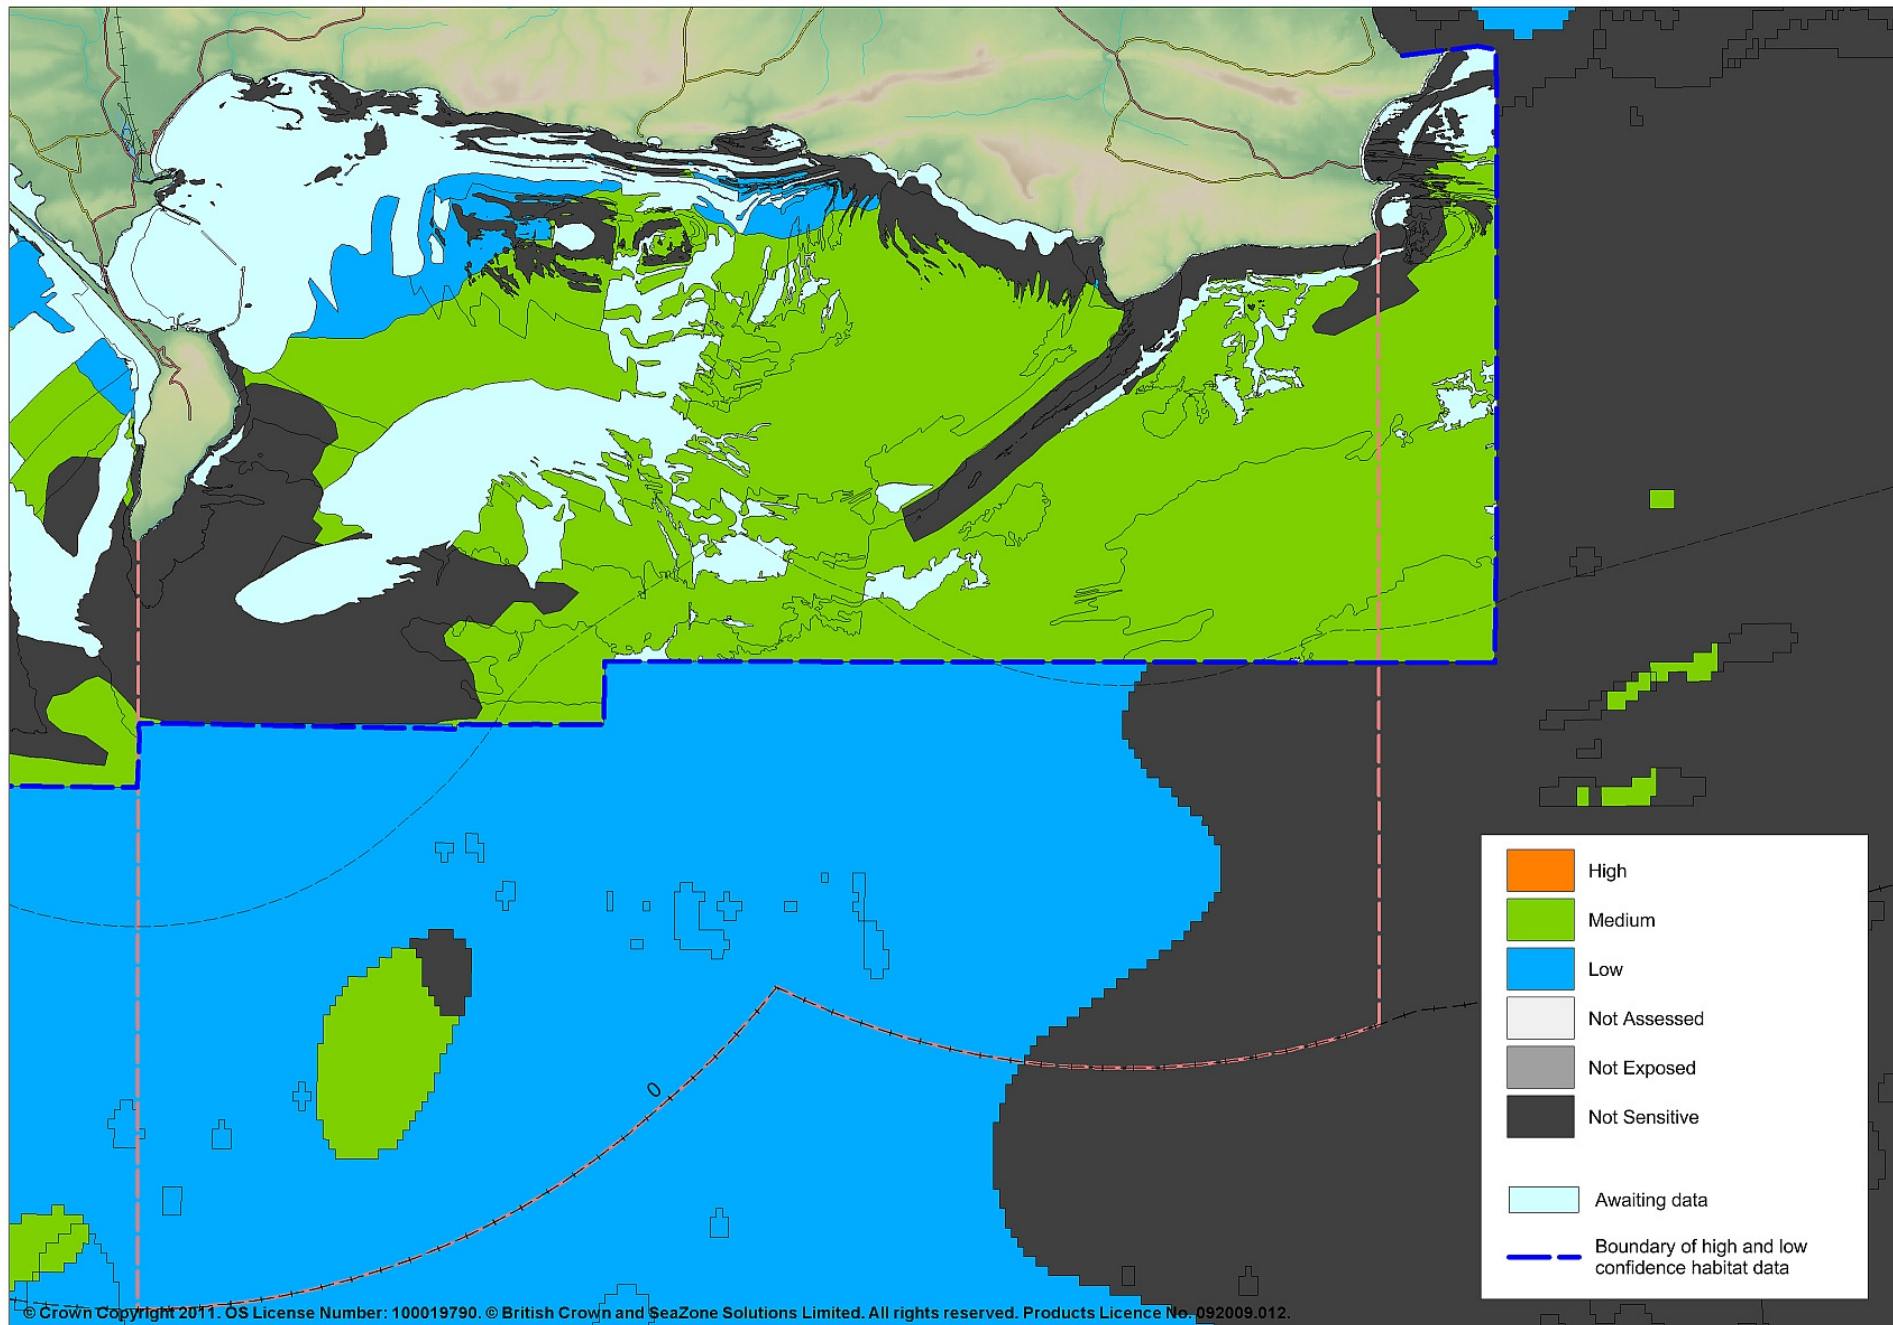 High
Medium
Low
Not Assessed
Not Exposed
Not Sensitive
Awaiting data
Boundary of high and low
confidence habitat data
0
© Crown Copyright 2011. OS License Number: 100019790. © British Crown and SeaZone Solutions Limited. All rights reserved. Products Licence No. 092009.012.